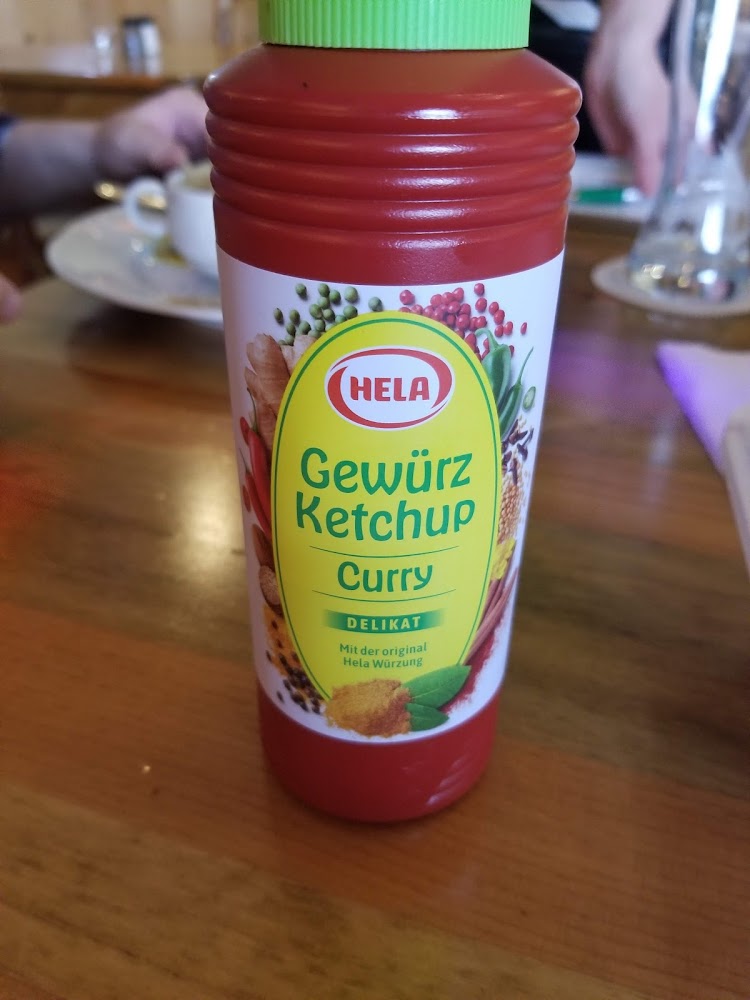 HELA
Gewürz
Ketchup
Curry
DELIKAT
Mit der original
Hela Würzung